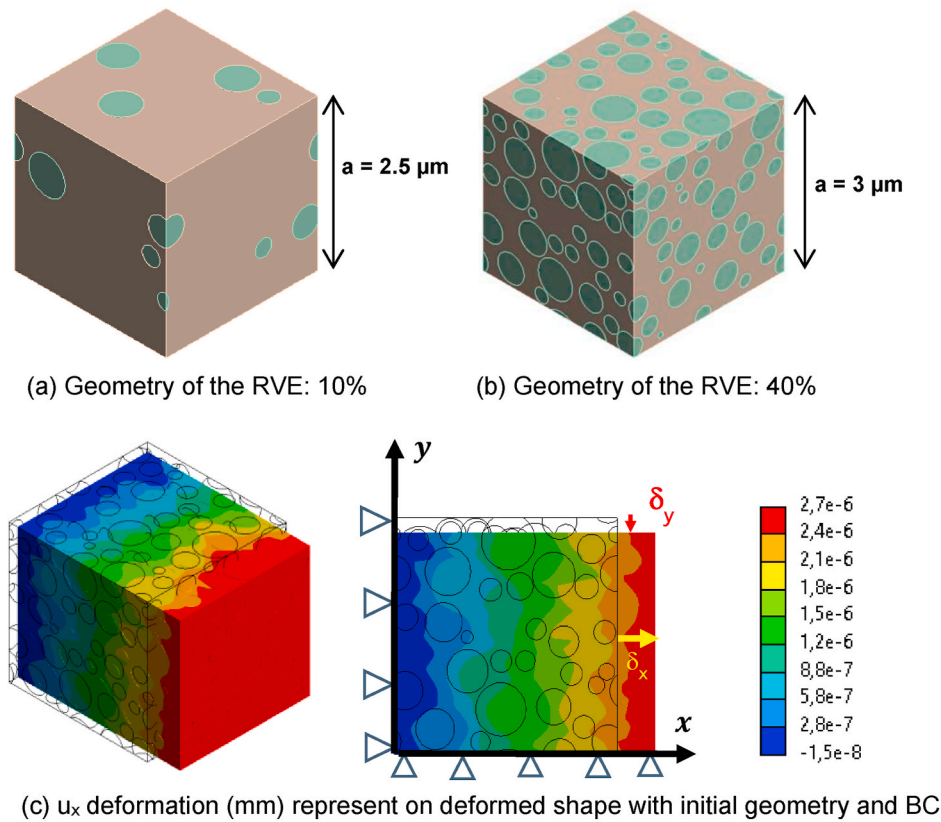 a = 2.5 µm
a = 3 µm
(a) Geometry of the RVE: 10%
(b) Geometry of the RVE: 40%
y
δy
δx
x
2,7e-6
2,4e-6
2,1e-6
1,8e-6
1,5e-6
1,2e-6
8,8e-7
5,8e-7
2,8e-7
-1,5e-8
(c) uₓ deformation (mm) represent on deformed shape with initial geometry and BC